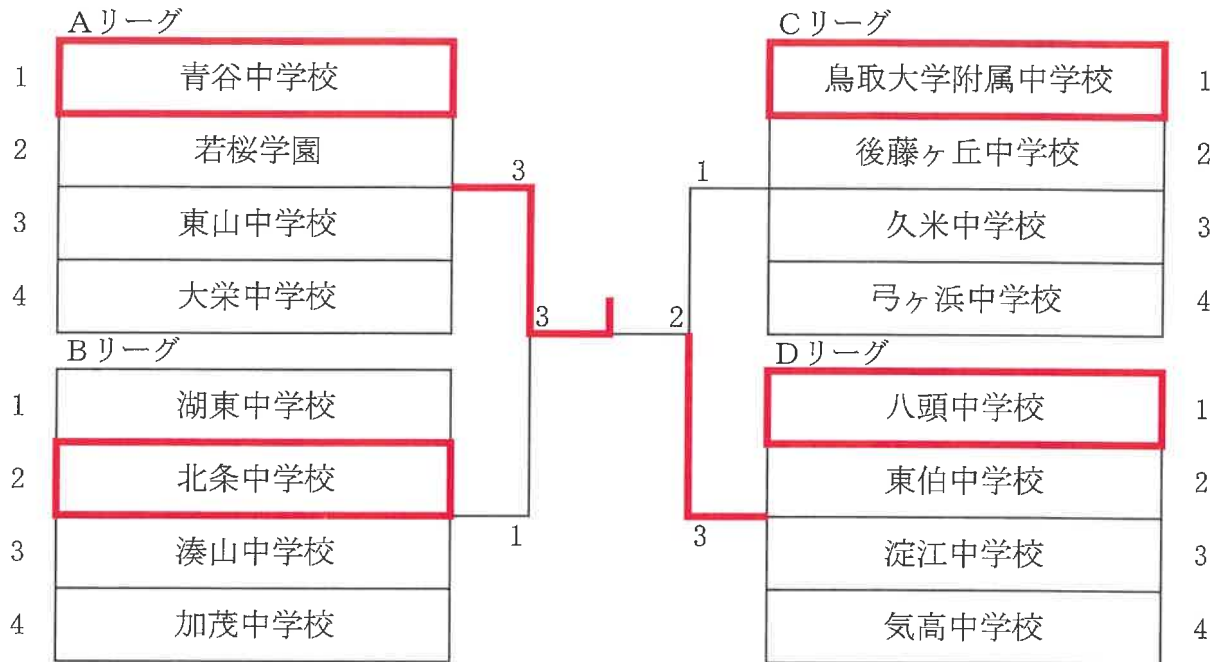 Aリーグ
1 青谷中学校
2 若桜学園
3 東山中学校
4 大栄中学校
Bリーグ
1 湖東中学校
2 北条中学校
3 湊山中学校
4 加茂中学校
3
3
1
2
1
3
Cリーグ
鳥取大学附属中学校 1
後藤ヶ丘中学校 2
久米中学校 3
弓ヶ浜中学校 4
Dリーグ
八頭中学校 1
東伯中学校 2
淀江中学校 3
気高中学校 4